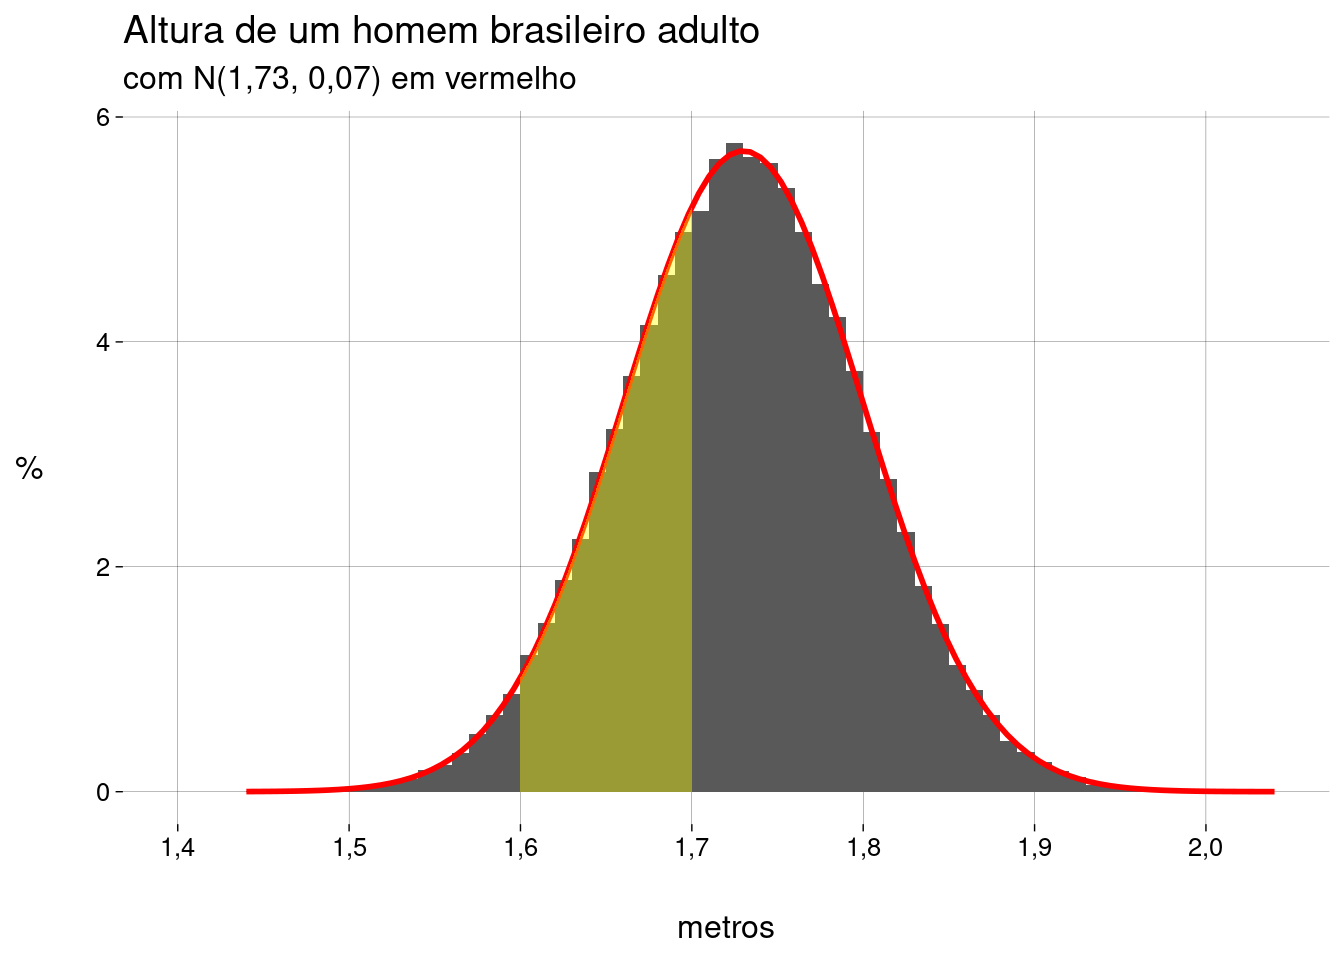 Altura de um homem brasileiro adulto
com N(1,73, 0,07) em vermelho
6
4
%
2
0
1,4 1,5 1,6 1,7 1,8 1,9 2,0
metros